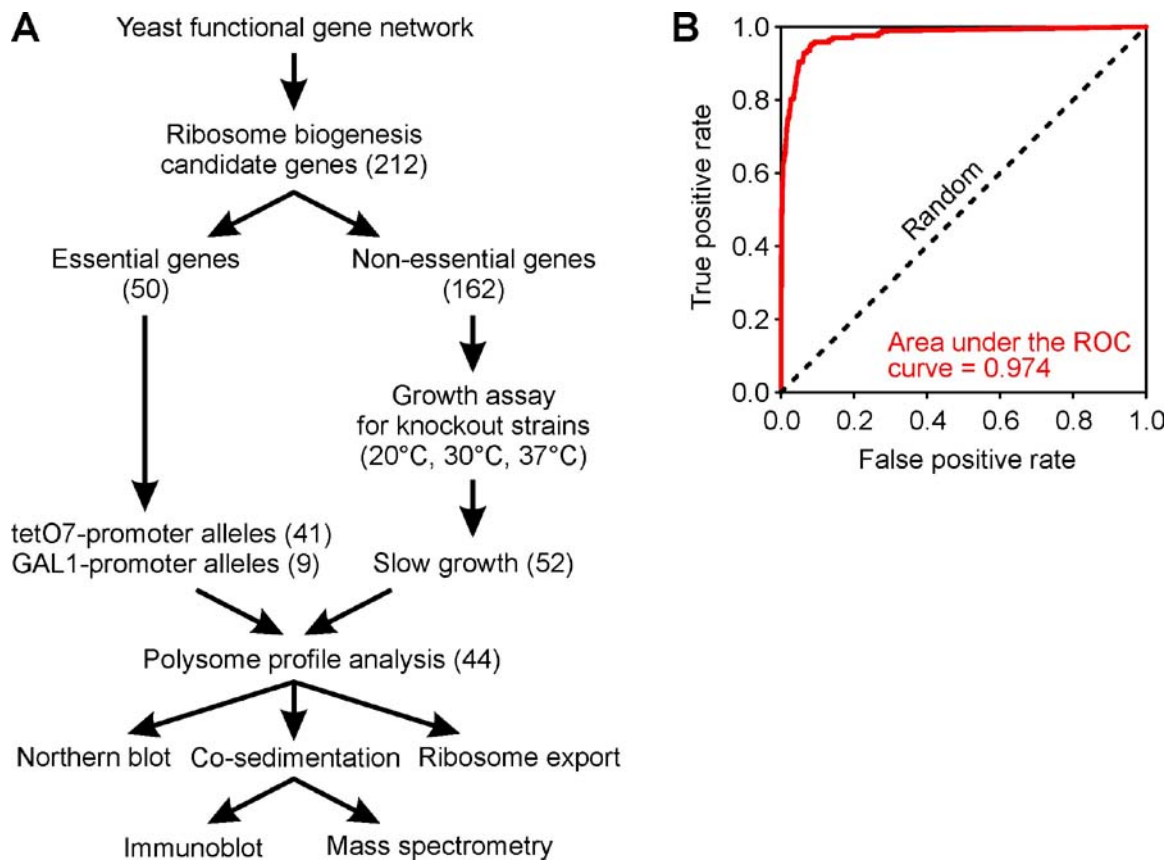 A
Yeast functional gene network
Ribosome biogenesis
candidate genes (212)
Essential genes
(50)
Non-essential genes
(162)
Growth assay
for knockout strains
(20°C, 30°C, 37°C)
tetO7-promoter alleles (41)
GAL1-promoter alleles (9)
Slow growth (52)
Polysome profile analysis (44)
Northern blot
Co-sedimentation
Ribosome export
Immunoblot
Mass spectrometry
B
True positive rate
1.0
0.8
0.6
0.4
0.2
0.0
Random
Area under the ROC
curve = 0.974
0.0 0.2 0.4 0.6 0.8 1.0
False positive rate